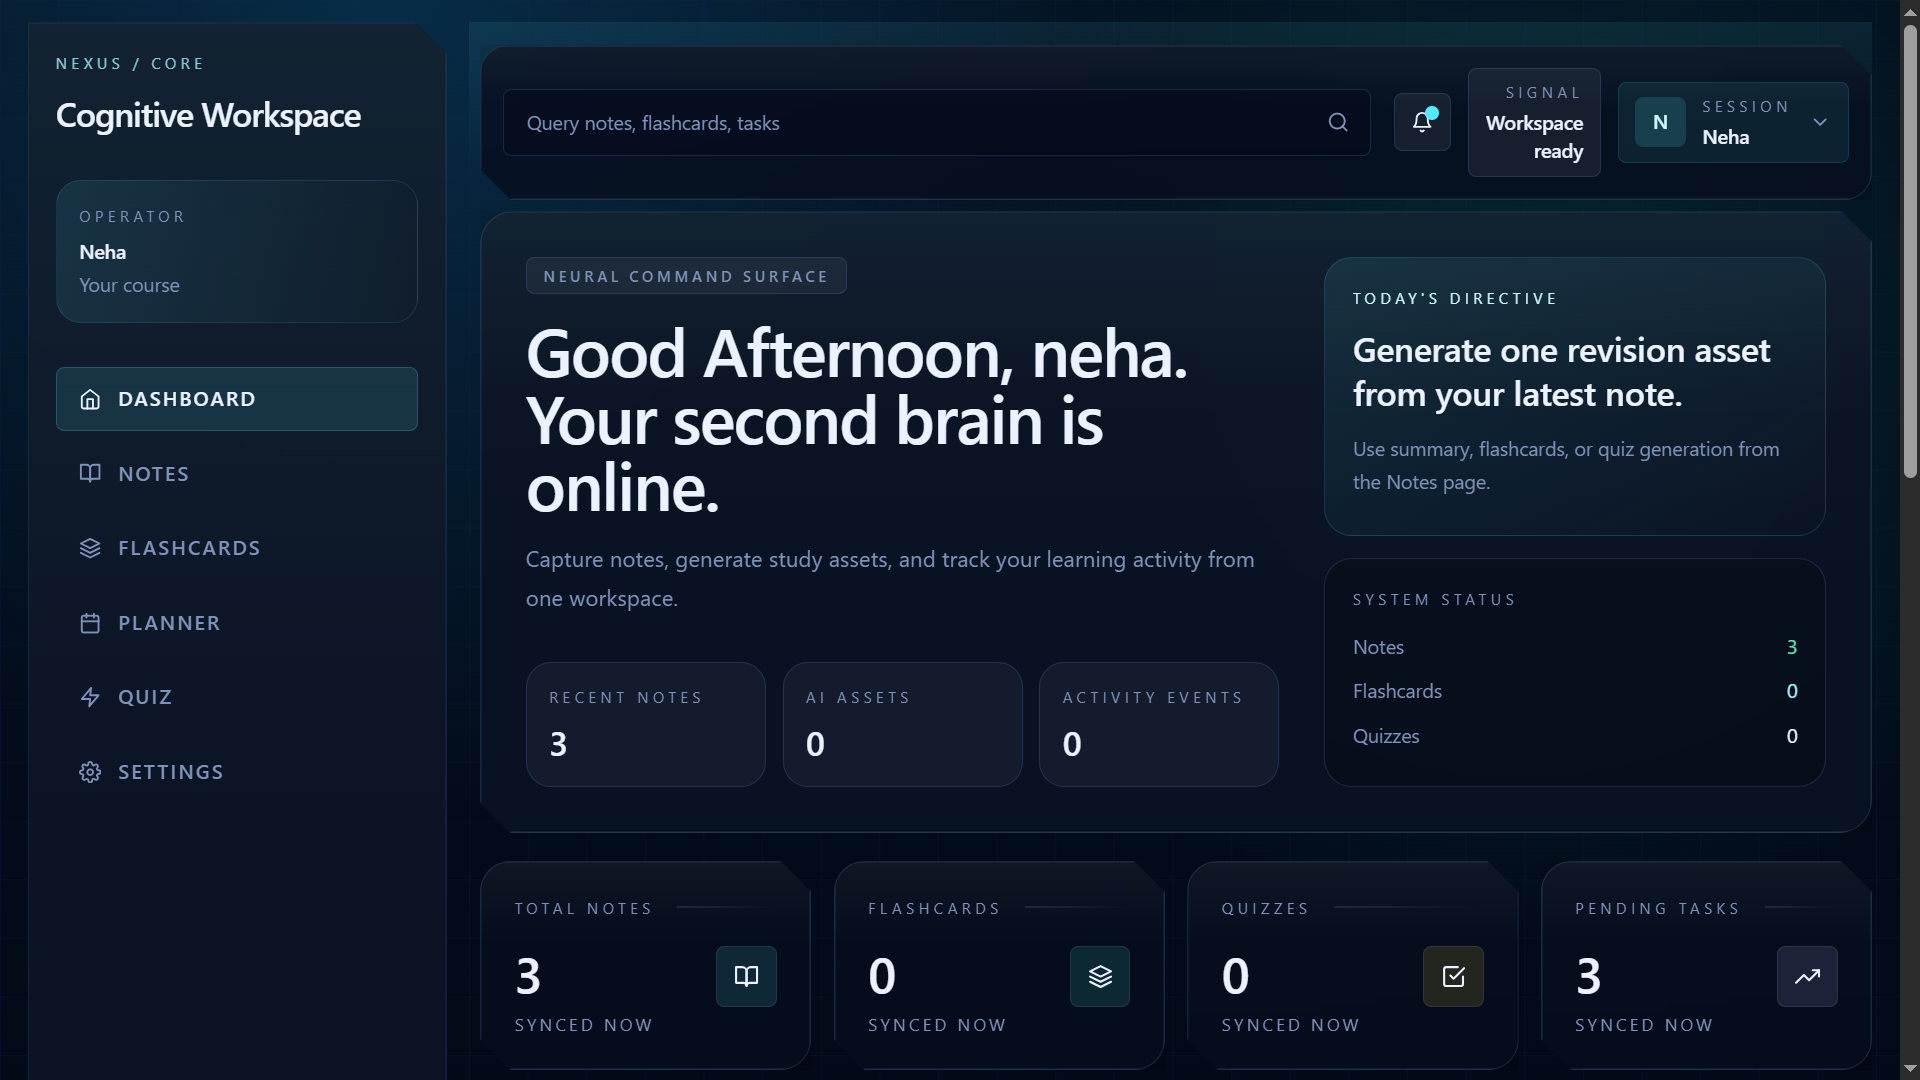 NEXUS / CORE
Cognitive Workspace
OPERATOR
Neha
Your course
DASHBOARD
NOTES
FLASHCARDS
PLANNER
QUIZ
SETTINGS
Query notes, flashcards, tasks
SIGNAL
Workspace
ready
N
SESSION
Neha
NEURAL COMMAND SURFACE
Good Afternoon, neha.
Your second brain is
online.
Capture notes, generate study assets, and track your learning activity from
one workspace.
RECENT NOTES
3
AI ASSETS
0
ACTIVITY EVENTS
0
TODAY'S DIRECTIVE
Generate one revision asset
from your latest note.
Use summary, flashcards, or quiz generation from
the Notes page.
SYSTEM STATUS
Notes 3
Flashcards 0
Quizzes 0
TOTAL NOTES
3
SYNCED NOW
FLASHCARDS
0
SYNCED NOW
QUIZZES
0
SYNCED NOW
PENDING TASKS
3
SYNCED NOW